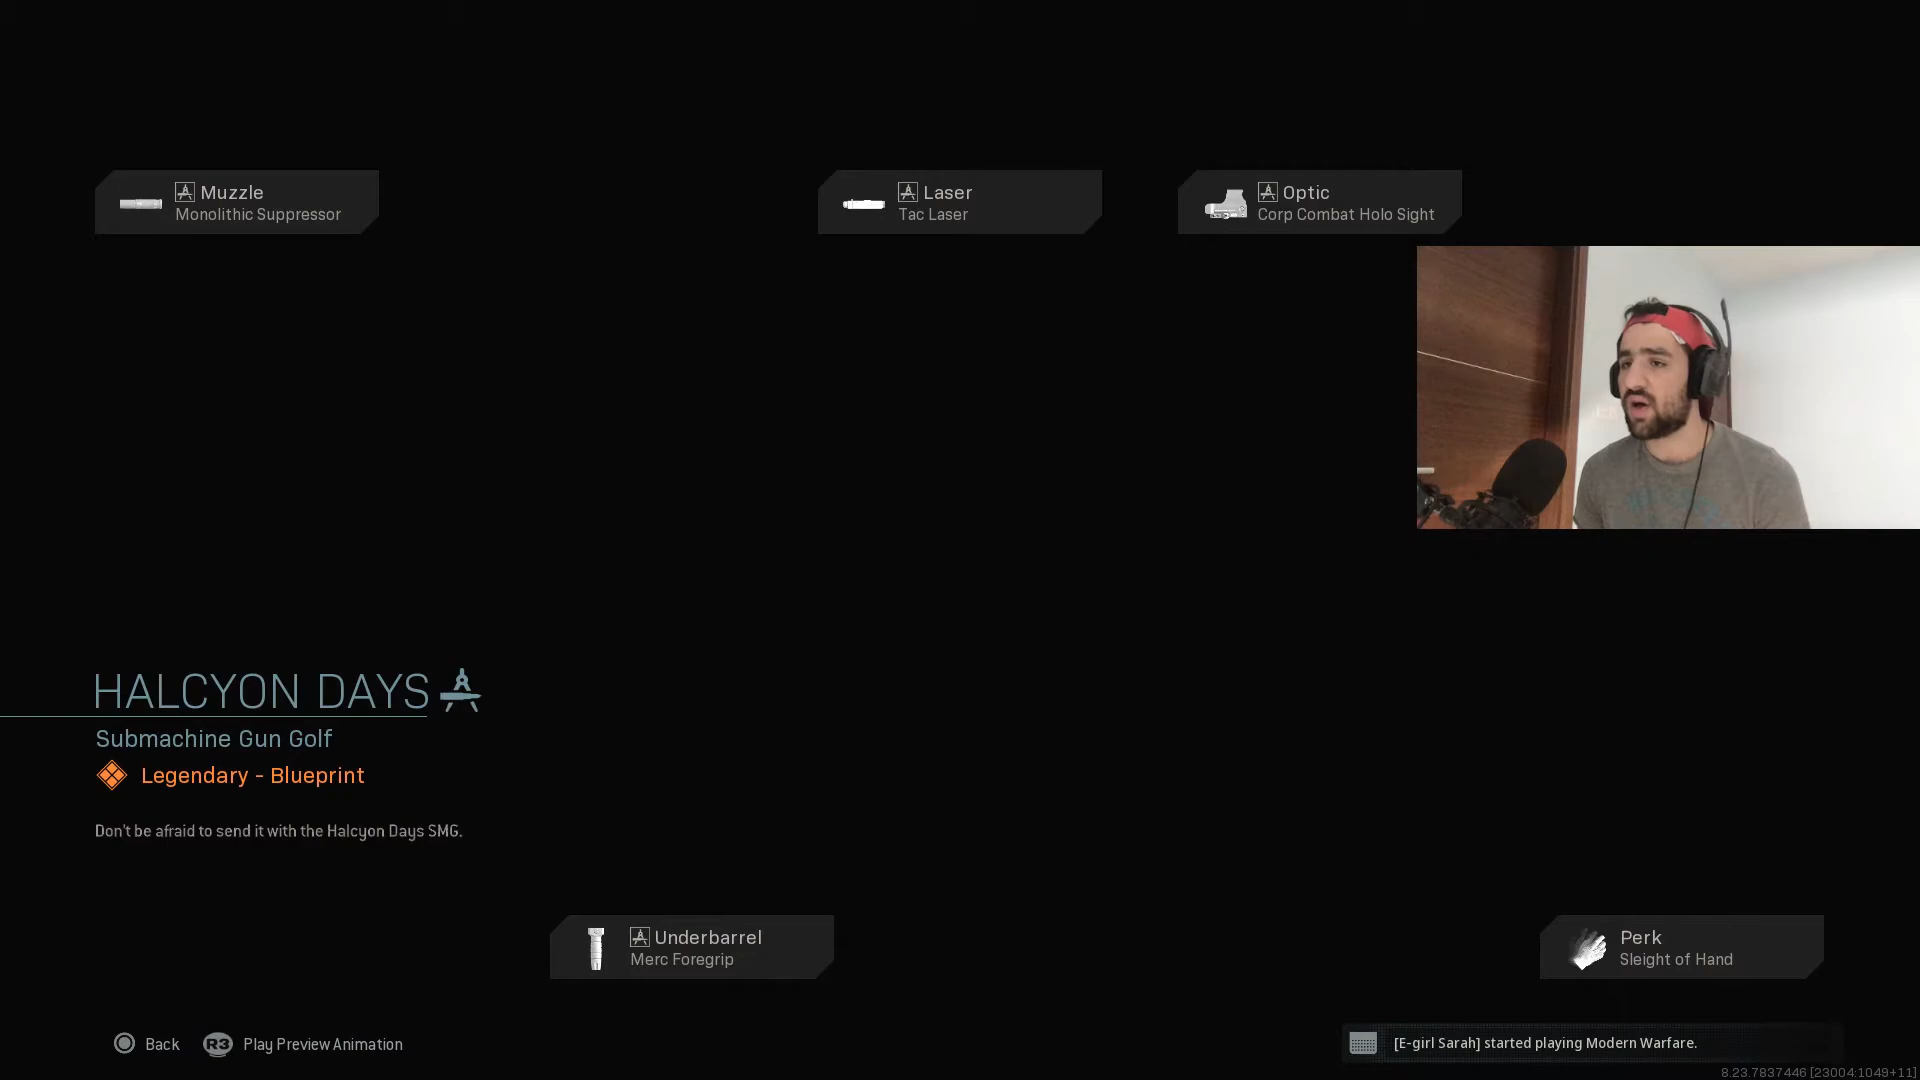 Muzzle
Monolithic Suppressor
Laser
Tac Laser
Optic
Corp Combat Holo Sight
HALCYON DAYS
Submachine Gun Golf
Legendary - Blueprint
Don't be afraid to send it with the Halcyon Days SMG.
Underbarrel
Merc Foregrip
Perk
Sleight of Hand
Back
R3 Play Preview Animation
[E-girl Sarah] started playing Modern Warfare.
8.23.7837446 [23004:1049+11]